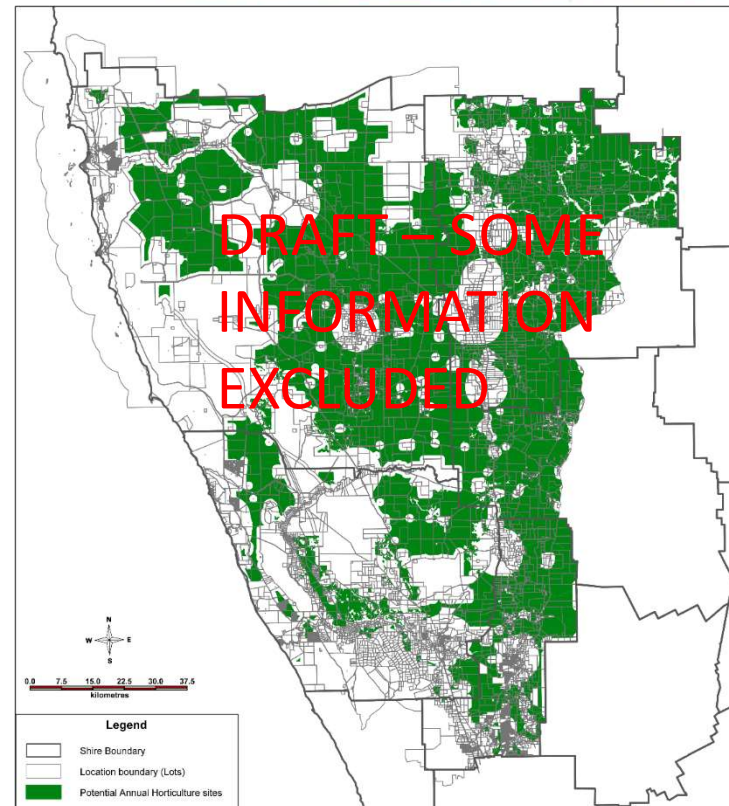 DRAFT – SOME
INFORMATION
EXCLUDED
N
W E
S
0.0 7.5 15.0 22.5 30.0 37.5
kilometres
Legend
Shire Boundary
Location boundary (Lots)
Potential Annual Horticulture sites